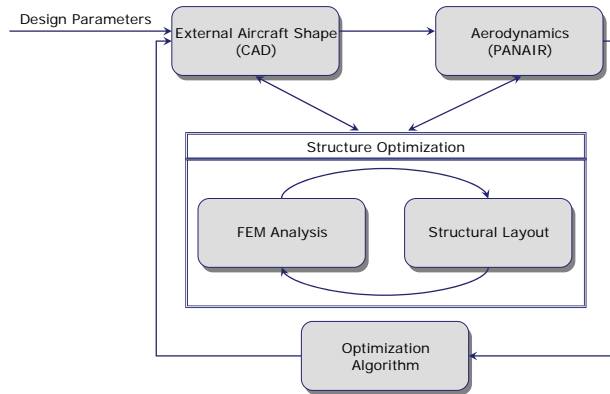 Design Parameters
External Aircraft Shape
(CAD)
Aerodynamics
(PANAIR)
Structure Optimization
FEM Analysis
Structural Layout
Optimization
Algorithm